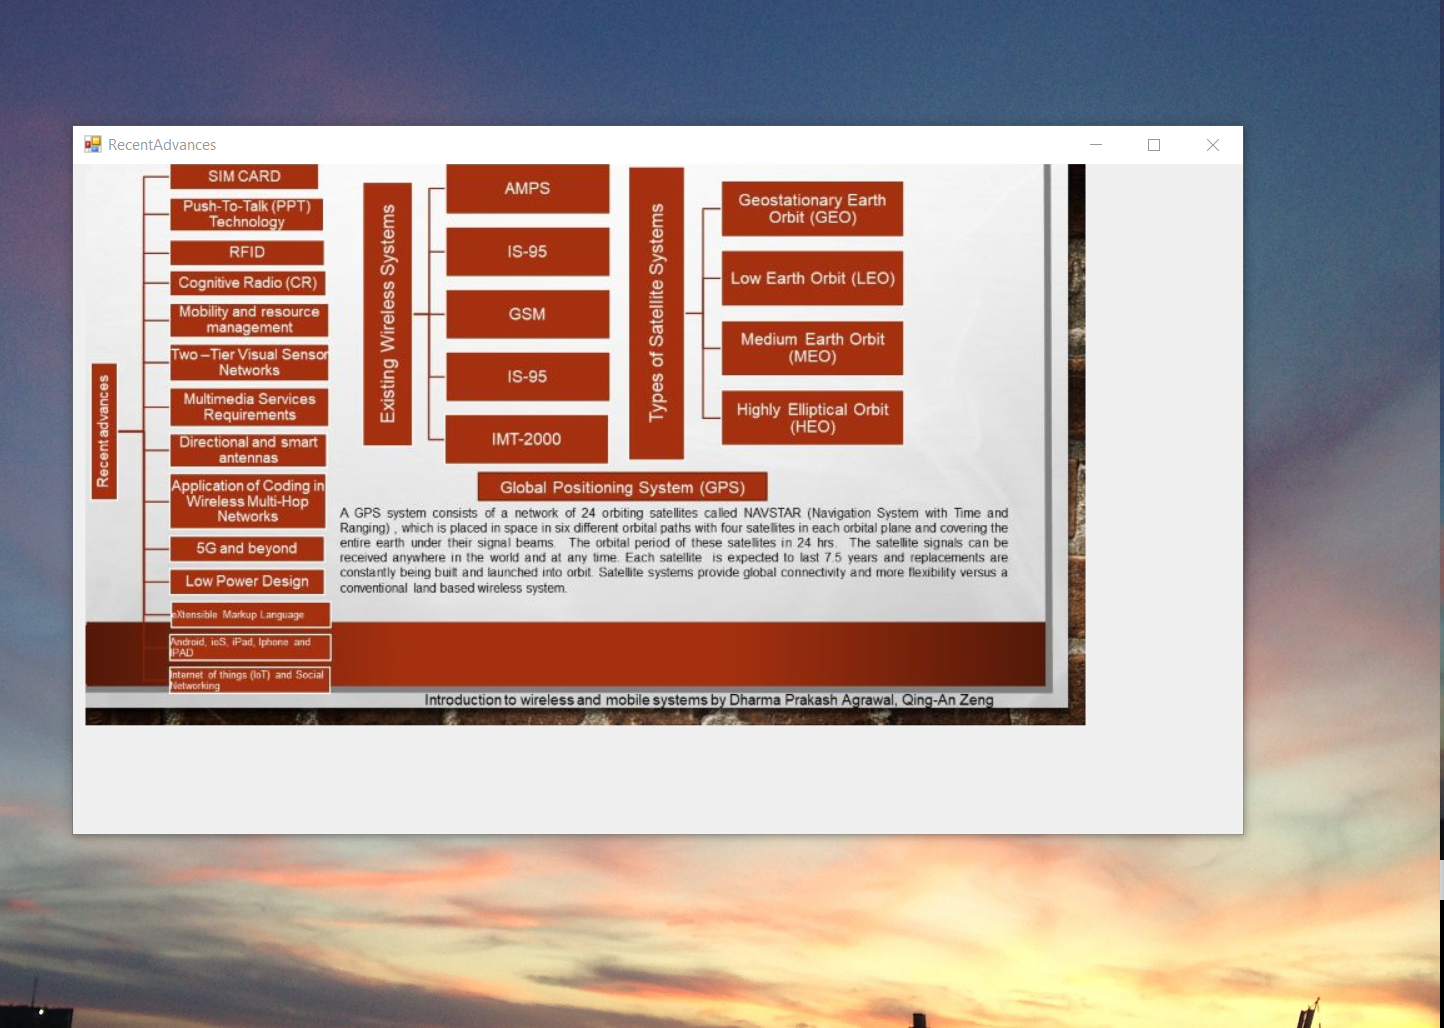 RecentAdvances
Recent advances
SIM CARD
Push-To-Talk (PPT)
Technology
RFID
Cognitive Radio (CR)
Mobility and resource
management
Two –Tier Visual Sensor
Networks
Multimedia Services
Requirements
Directional and smart
antennas
Application of Coding in
Wireless Multi-Hop
Networks
5G and beyond
Low Power Design
eXtensible Markup Language
Android, ioS, iPad, Iphone and
IPAD
Internet of things (IoT) and Social
Networking
Existing Wireless Systems
AMPS
IS-95
GSM
IS-95
IMT-2000
Types of Satellite Systems
Geostationary Earth
Orbit (GEO)
Low Earth Orbit (LEO)
Medium Earth Orbit
(MEO)
Highly Elliptical Orbit
(HEO)
Global Positioning System (GPS)
A GPS system consists of a network of 24 orbiting satellites called NAVSTAR (Navigation System with Time and
Ranging) , which is placed in space in six different orbital paths with four satellites in each orbital plane and covering the
entire earth under their signal beams. The orbital period of these satellites in 24 hrs. The satellite signals can be
received anywhere in the world and at any time. Each satellite is expected to last 7.5 years and replacements are
constantly being built and launched into orbit. Satellite systems provide global connectivity and more flexibility versus a
conventional land based wireless system.
Introduction to wireless and mobile systems by Dharma Prakash Agrawal, Qing-An Zeng